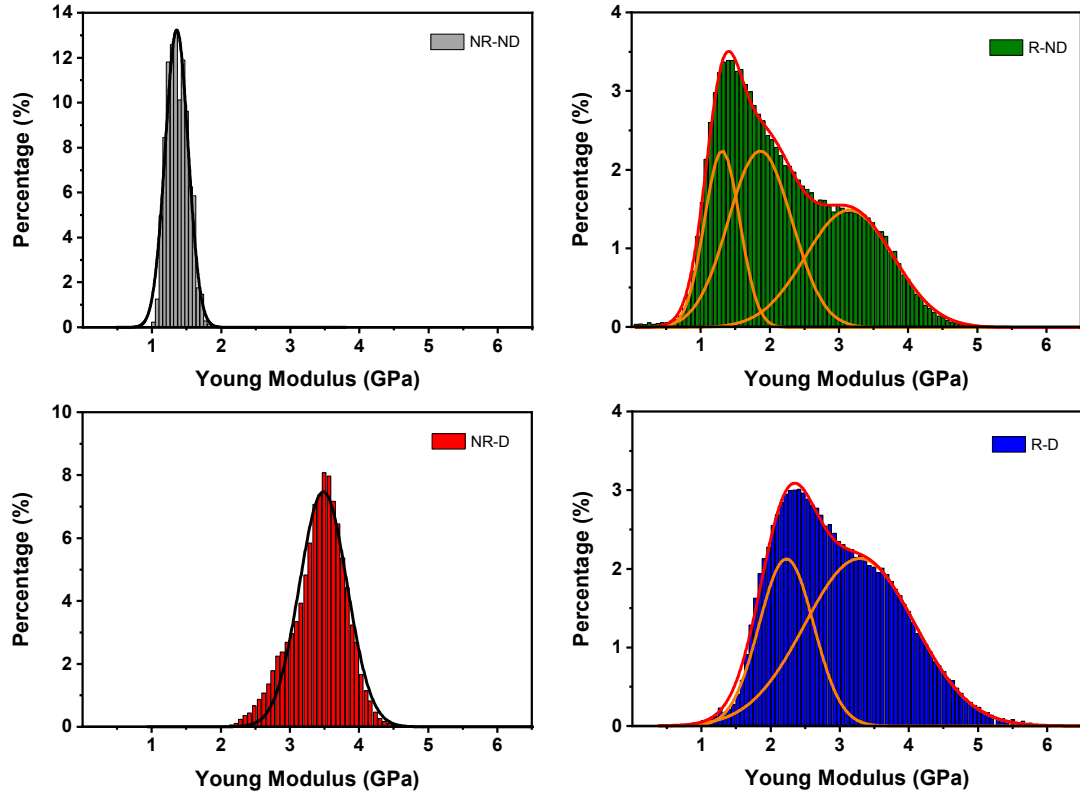 14
12
10
8
6
4
2
0
Percentage (%)
NR-ND
1 2 3 4 5 6
Young Modulus (GPa)
4
3
2
1
0
Percentage (%)
R-ND
1 2 3 4 5 6
Young Modulus (GPa)
10
8
6
4
2
0
Percentage (%)
NR-D
1 2 3 4 5 6
Young Modulus (GPa)
4
3
2
1
0
Percentage (%)
R-D
1 2 3 4 5 6
Young Modulus (GPa)